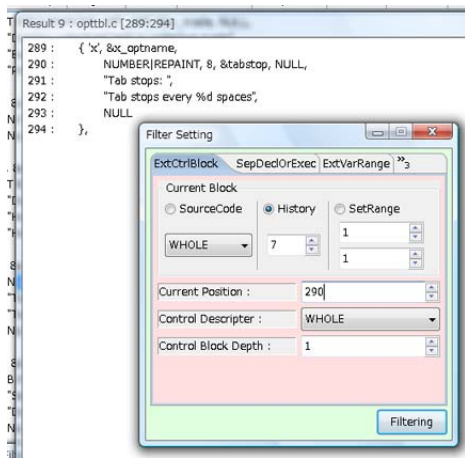 Result 9 : opttbl.c [289:294]
289 : { 'x', &x_optname,
290 : NUMBER|REPAINT, 8, &tabstop, NULL,
291 : "Tab stops: ",
292 : "Tab stops every %d spaces",
293 : NULL
294 : },
Filter Setting
ExtCtrlBlock SepDeclOrExec ExtVarRange »3
Current Block
SourceCode History SetRange
WHOLE 7 1
1
Current Position : 290
Control Descripter : WHOLE
Control Block Depth : 1
Filtering